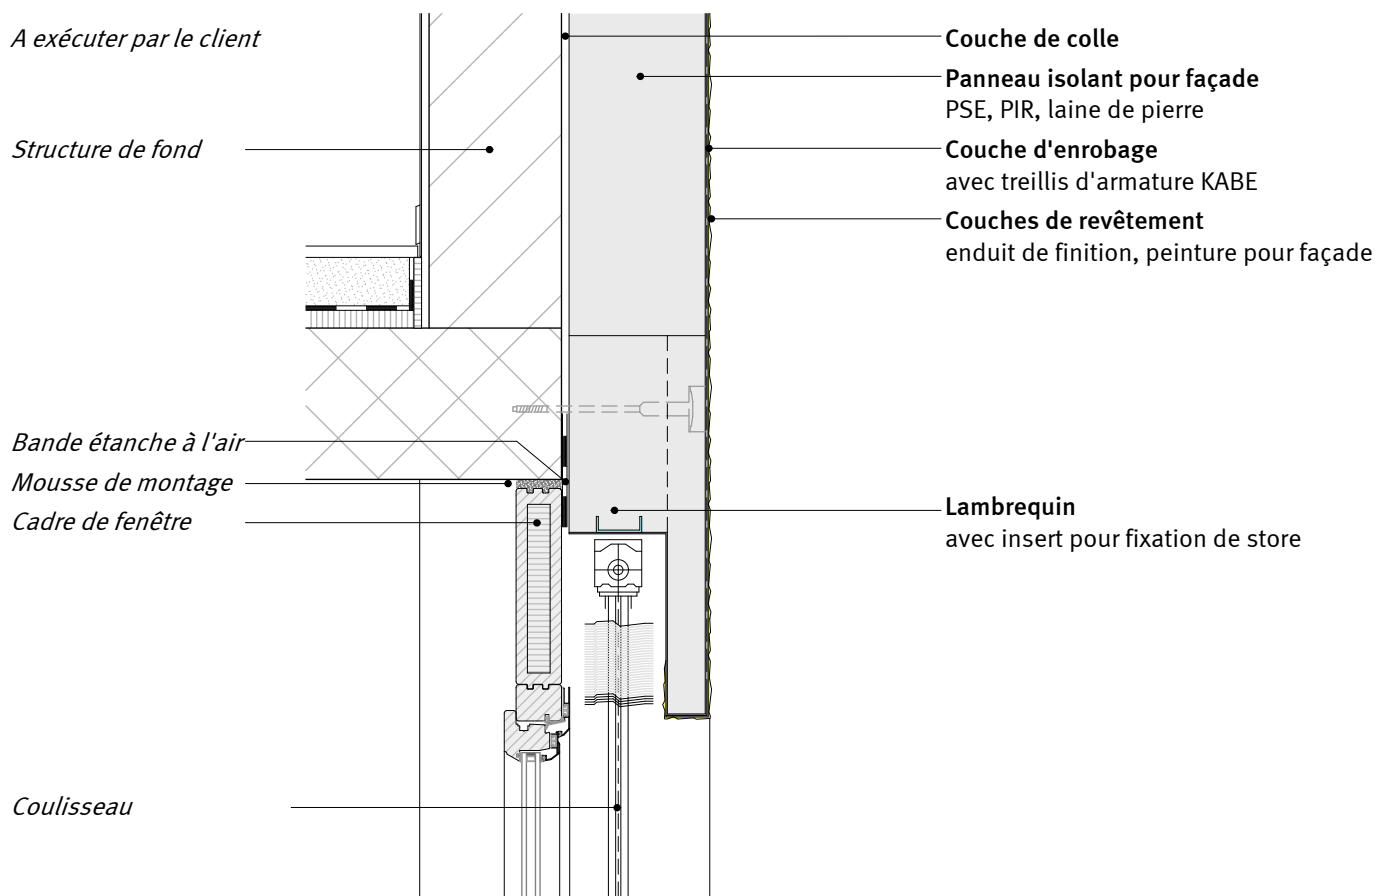 A exécuter par le client
Structure de fond
Bande étanche à l'air
Mousse de montage
Cadre de fenêtre
Coulisseau
Couche de colle
Panneau isolant pour façade
PSE, PIR, laine de pierre
Couche d'enrobage
avec treillis d'armature KABE
Couches de revêtement
enduit de finition, peinture pour façade
Lambrequin
avec insert pour fixation de store